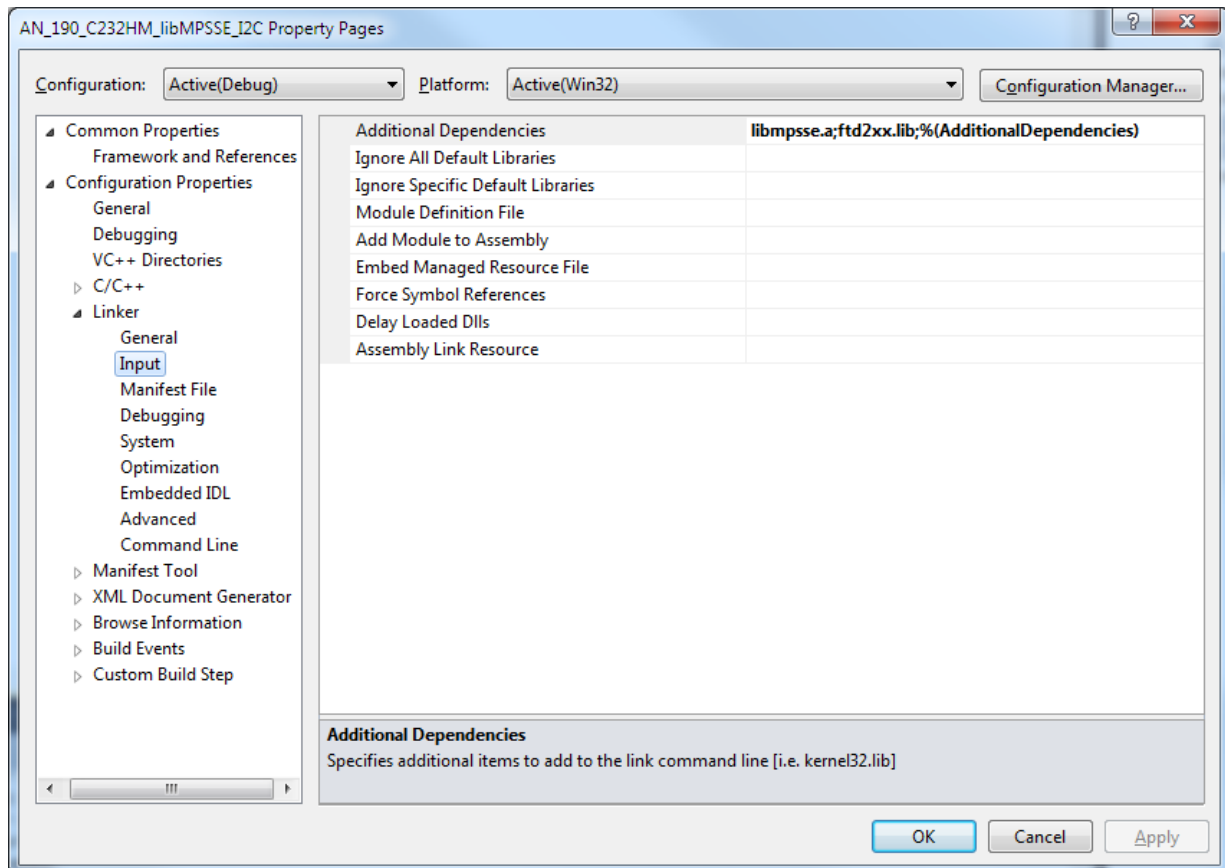 AN_190_C232HM_libMPSSE_I2C Property Pages
Configuration: Active(Debug) Platform: Active(Win32) Configuration Manager...
Common Properties
Framework and References
Configuration Properties
General
Debugging
VC++ Directories
C/C++
Linker
General
Input
Manifest File
Debugging
System
Optimization
Embedded IDL
Advanced
Command Line
Manifest Tool
XML Document Generator
Browse Information
Build Events
Custom Build Step
Additional Dependencies libmpsse.a;ftd2xx.lib;%(AdditionalDependencies)
Ignore All Default Libraries
Ignore Specific Default Libraries
Module Definition File
Add Module to Assembly
Embed Managed Resource File
Force Symbol References
Delay Loaded Dlls
Assembly Link Resource
Additional Dependencies
Specifies additional items to add to the link command line [i.e. kernel32.lib]
OK Cancel Apply